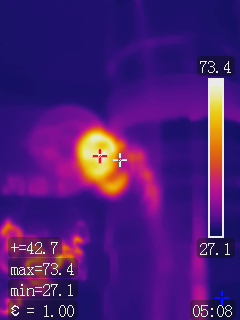 73.4
27.1
+=42.7
max=73.4
min=27.1
€ = 1.00
05:08